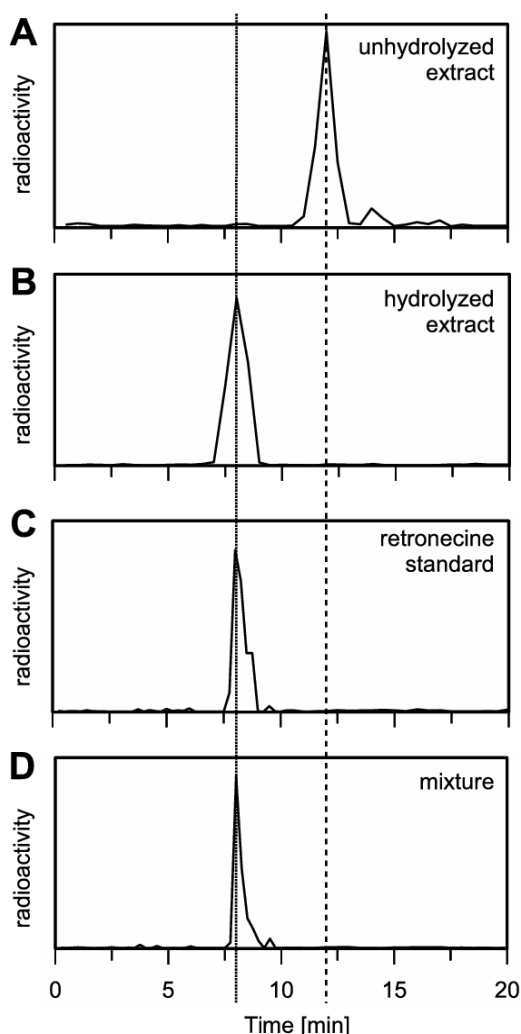 A
unhydrolyzed
extract
radioactivity
B
hydrolyzed
extract
radioactivity
C
retronecine
standard
radioactivity
D
mixture
radioactivity
0 5 10 15 20
Time [min]